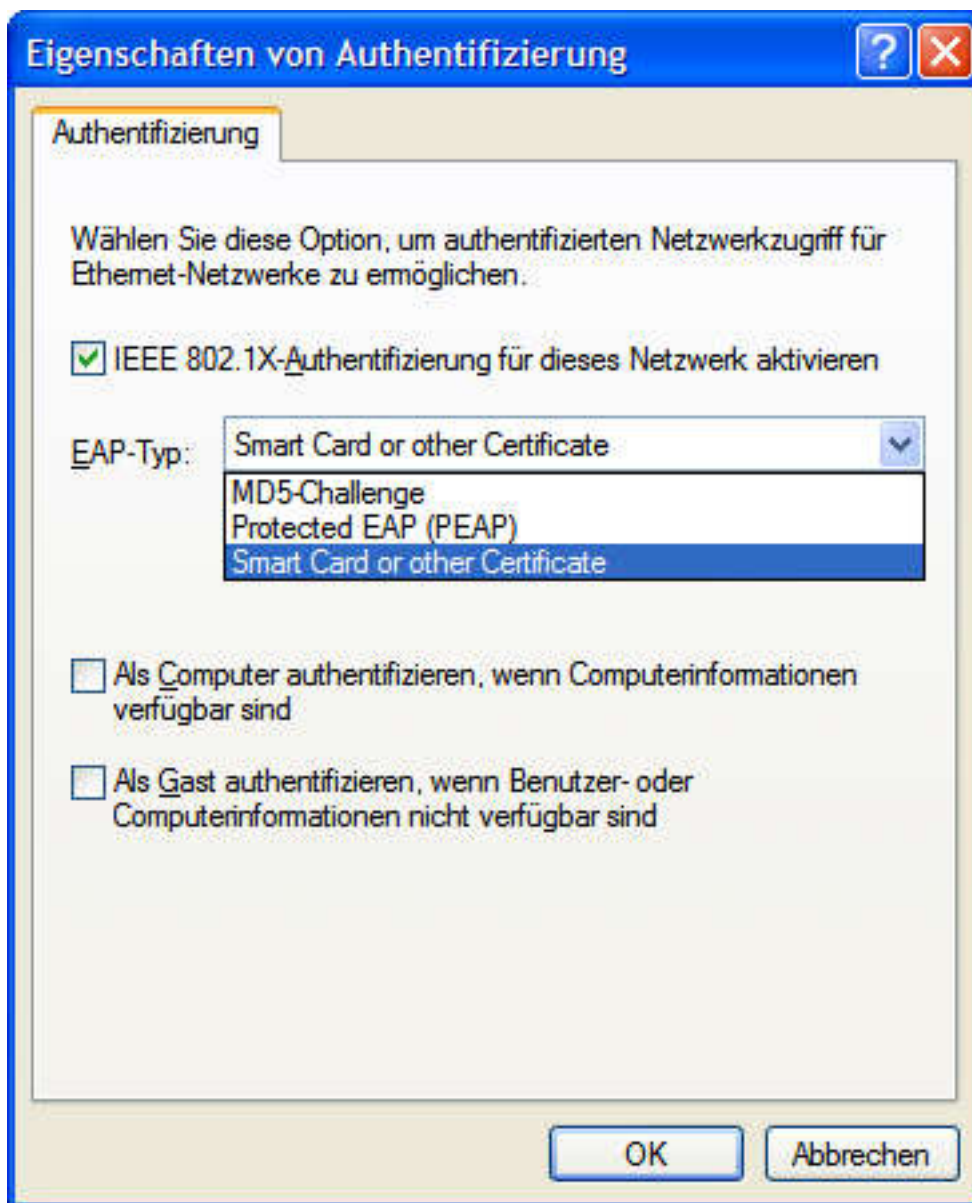 Eigenschaften von Authentifizierung
?
Authentifizierung
Wählen Sie diese Option, um authentifizierten Netzwerkzugriff für
Ethernet-Netzwerke zu ermöglichen.
IEEE 802.1X-Authentifizierung für dieses Netzwerk aktivieren
EAP-Typ: Smart Card or other Certificate
MD5-Challenge
Protected EAP (PEAP)
Smart Card or other Certificate
Als Computer authentifizieren, wenn Computerinformationen
verfügbar sind
Als Gast authentifizieren, wenn Benutzer- oder
Computerinformationen nicht verfügbar sind
OK Abbrechen